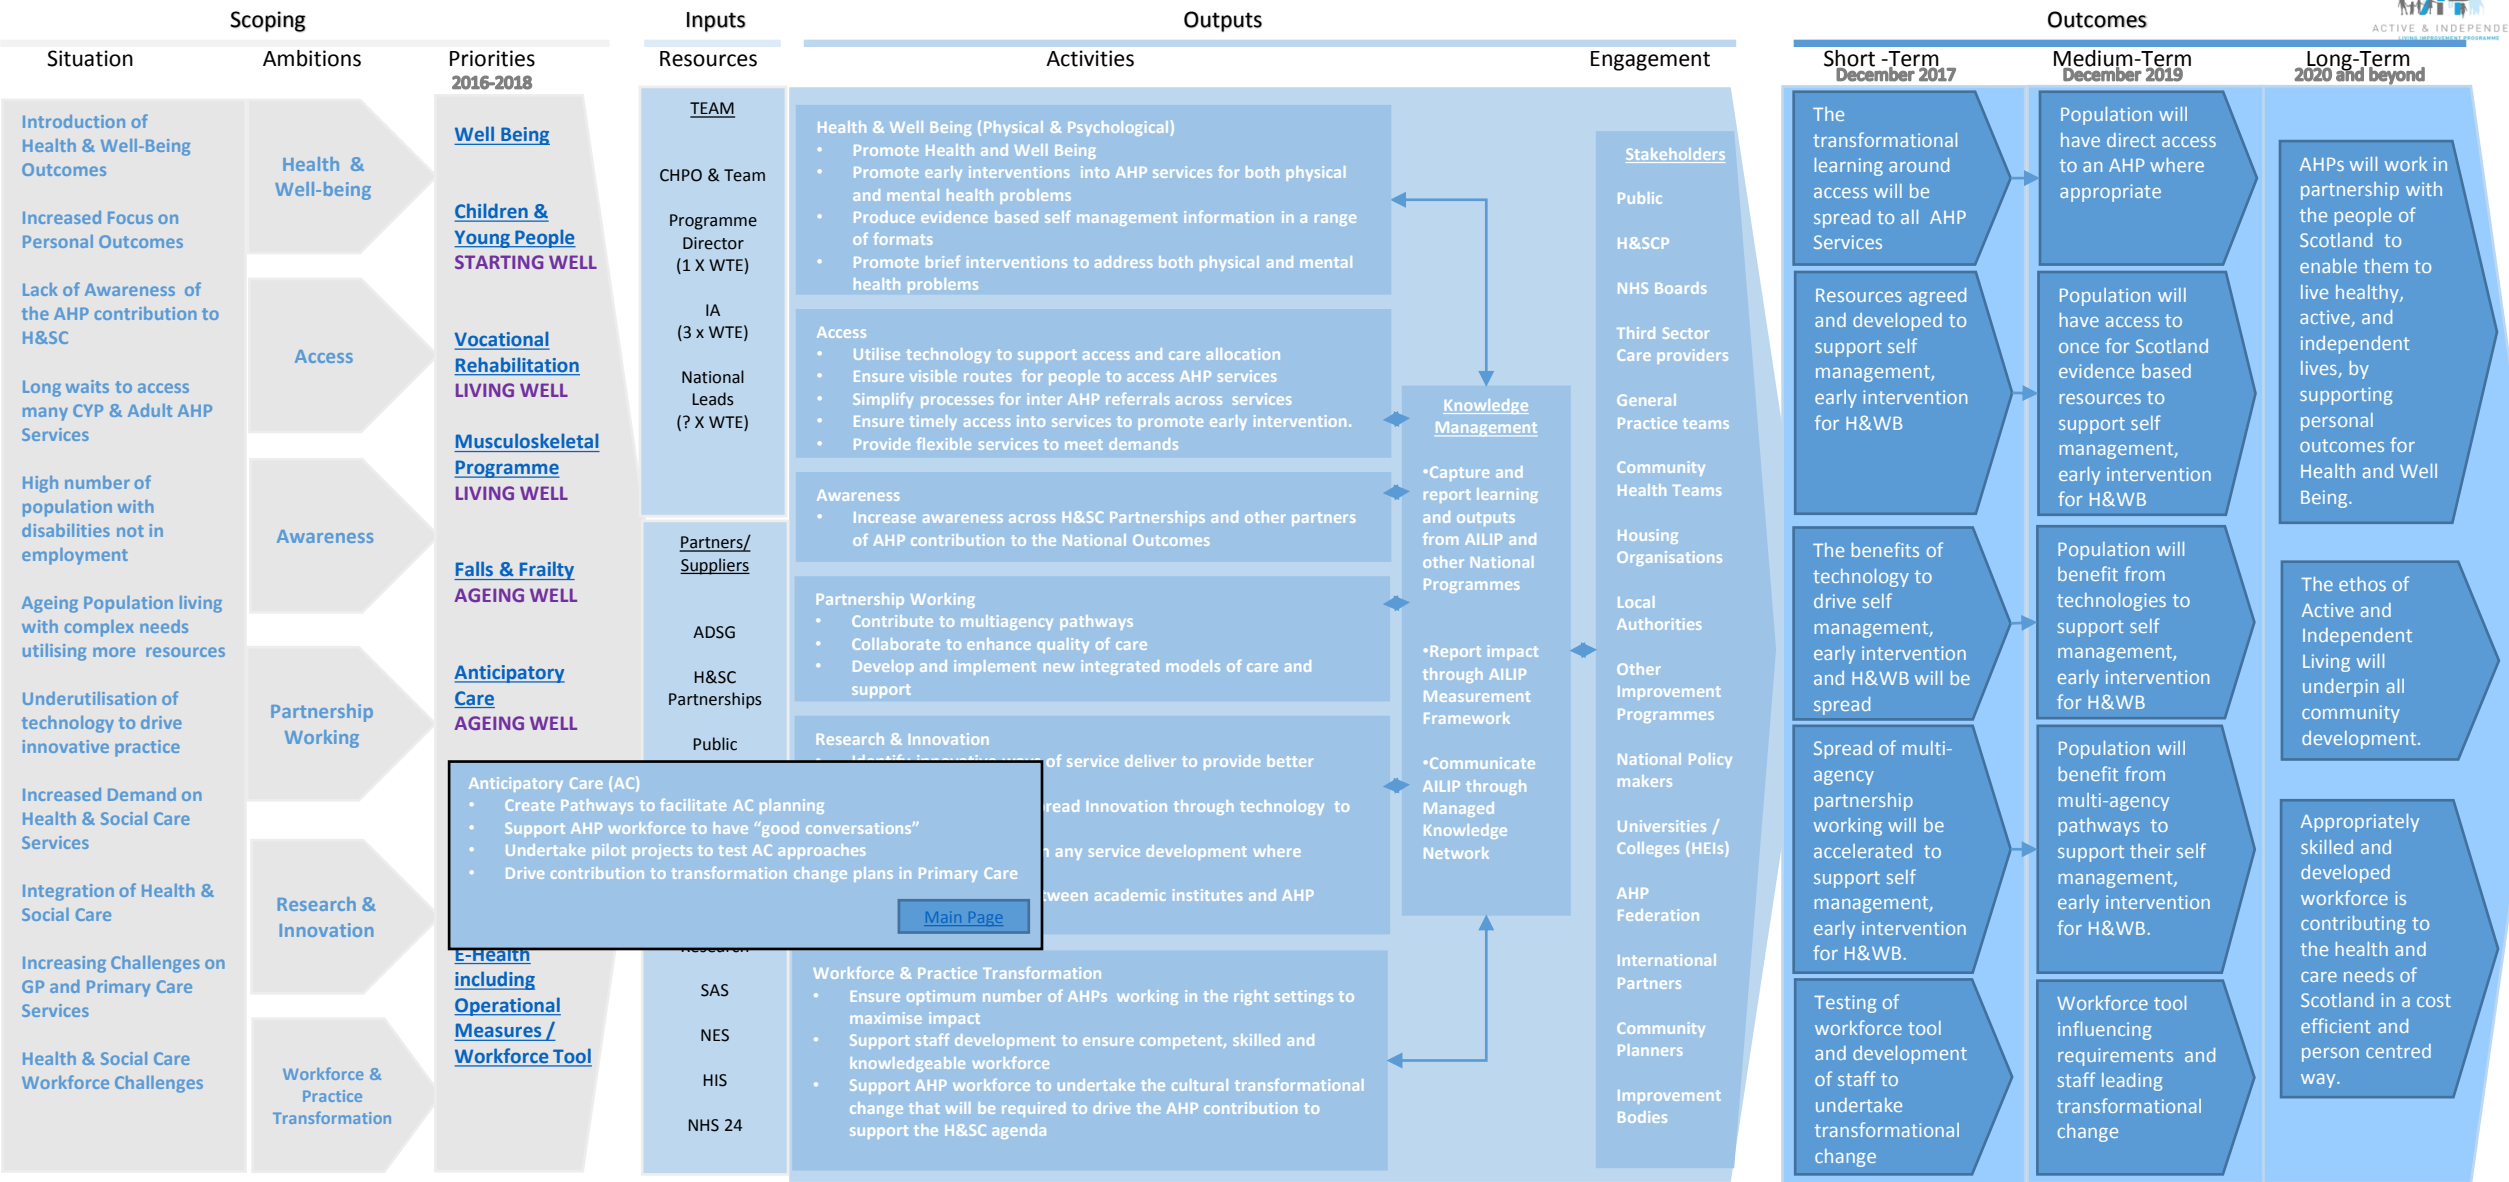 Scoping
Inputs
Outputs
Outcomes
ACTIVE & INDEPENDE
LIVING IMPROVEMENT PROGRAMME
Situation
Ambitions
Priorities
2016-2018
Resources
Activities
Engagement
Short -Term
December 2017
Medium-Term
December 2019
Long-Term
2020 and beyond
Introduction of
Health & Well-Being
Outcomes
Increased Focus on
Personal Outcomes
Lack of Awareness of
the AHP contribution to
H&SC
Long waits to access
many CYP & Adult AHP
Services
High number of
population with
disabilities not in
employment
Ageing Population living
with complex needs
utilising more resources
Underutilisation of
technology to drive
innovative practice
Increased Demand on
Health & Social Care
Services
Integration of Health &
Social Care
Increasing Challenges on
GP and Primary Care
Services
Health & Social Care
Workforce Challenges
Health &
Well-being
Access
Awareness
Partnership
Working
Research &
Innovation
Workforce &
Practice
Transformation
Well Being
Children &
Young People
STARTING WELL
Vocational
Rehabilitation
LIVING WELL
Musculoskeletal
Programme
LIVING WELL
Falls & Frailty
AGEING WELL
Anticipatory
Care
AGEING WELL
E-Health
including
Operational
Measures /
Workforce Tool
TEAM
CHPO & Team
Programme
Director
(1 X WTE)
IA
(3 x WTE)
National
Leads
(? X WTE)
Partners/
Suppliers
ADSG
H&SC
Partnerships
Public
Research
SAS
NES
HIS
NHS 24
Health & Well Being (Physical & Psychological)
• Promote Health and Well Being
• Promote early interventions into AHP services for both physical
and mental health problems
• Produce evidence based self management information in a range
of formats
• Promote brief interventions to address both physical and mental
health problems
Access
• Utilise technology to support access and care allocation
• Ensure visible routes for people to access AHP services
• Simplify processes for inter AHP referrals across services
• Ensure timely access into services to promote early intervention.
• Provide flexible services to meet demands
Awareness
• Increase awareness across H&SC Partnerships and other partners
of AHP contribution to the National Outcomes
Partnership Working
• Contribute to multiagency pathways
• Collaborate to enhance quality of care
• Develop and implement new integrated models of care and
support
Research & Innovation
• Identify innovative ways of service deliver to provide better
read Innovation through technology to
any service development where
tween academic institutes and AHP
Anticipatory Care (AC)
• Create Pathways to facilitate AC planning
• Support AHP workforce to have “good conversations”
• Undertake pilot projects to test AC approaches
• Drive contribution to transformation change plans in Primary Care
Main Page
Workforce & Practice Transformation
• Ensure optimum number of AHPs working in the right settings to
maximise impact
• Support staff development to ensure competent, skilled and
knowledgeable workforce
• Support AHP workforce to undertake the cultural transformational
change that will be required to drive the AHP contribution to
support the H&SC agenda
Knowledge
Management
•Capture and
report learning
and outputs
from AILIP and
other National
Programmes
•Report impact
through AILIP
Measurement
Framework
•Communicate
AILIP through
Managed
Knowledge
Network
Stakeholders
Public
H&SCP
NHS Boards
Third Sector
Care providers
General
Practice teams
Community
Health Teams
Housing
Organisations
Local
Authorities
Other
Improvement
Programmes
National Policy
makers
Universities /
Colleges (HEIs)
AHP
Federation
International
Partners
Community
Planners
Improvement
Bodies
The
transformational
learning around
access will be
spread to all AHP
Services
Resources agreed
and developed to
support self
management,
early intervention
for H&WB
The benefits of
technology to
drive self
management,
early intervention
and H&WB will be
spread
Spread of multi-
agency
partnership
working will be
accelerated to
support self
management,
early intervention
for H&WB.
Testing of
workforce tool
and development
of staff to
undertake
transformational
change
Population will
have direct access
to an AHP where
appropriate
Population will
have access to
once for Scotland
evidence based
resources to
support self
management,
early intervention
for H&WB
Population will
benefit from
technologies to
support self
management,
early intervention
for H&WB
Population will
benefit from
multi-agency
pathways to
support their self
management,
early intervention
for H&WB.
Workforce tool
influencing
requirements and
staff leading
transformational
change
AHPs will work in
partnership with
the people of
Scotland to
enable them to
live healthy,
active, and
independent
lives, by
supporting
personal
outcomes for
Health and Well
Being.
The ethos of
Active and
Independent
Living will
underpin all
community
development.
Appropriately
skilled and
developed
workforce is
contributing to
the health and
care needs of
Scotland in a cost
efficient and
person centred
way.